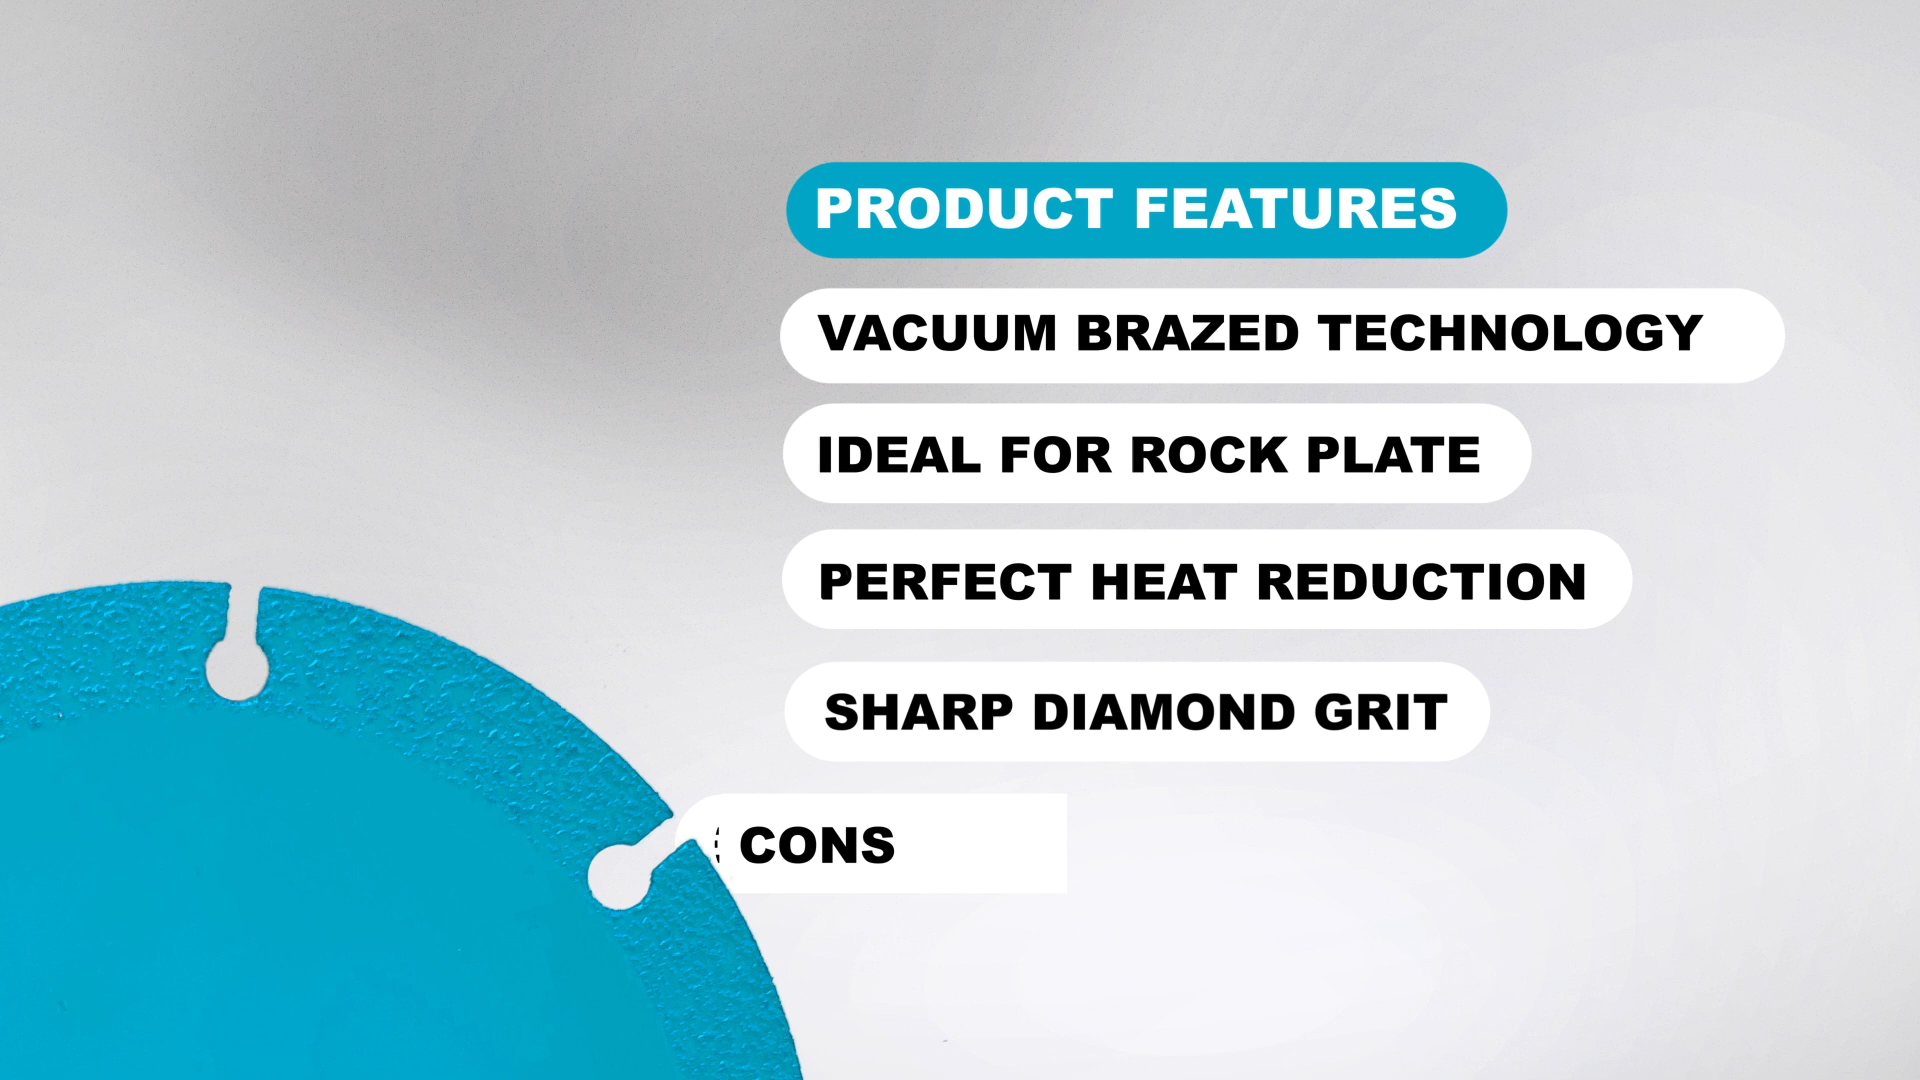 PRODUCT FEATURES
VACUUM BRAZED TECHNOLOGY
IDEAL FOR ROCK PLATE
PERFECT HEAT REDUCTION
SHARP DIAMOND GRIT
CONS